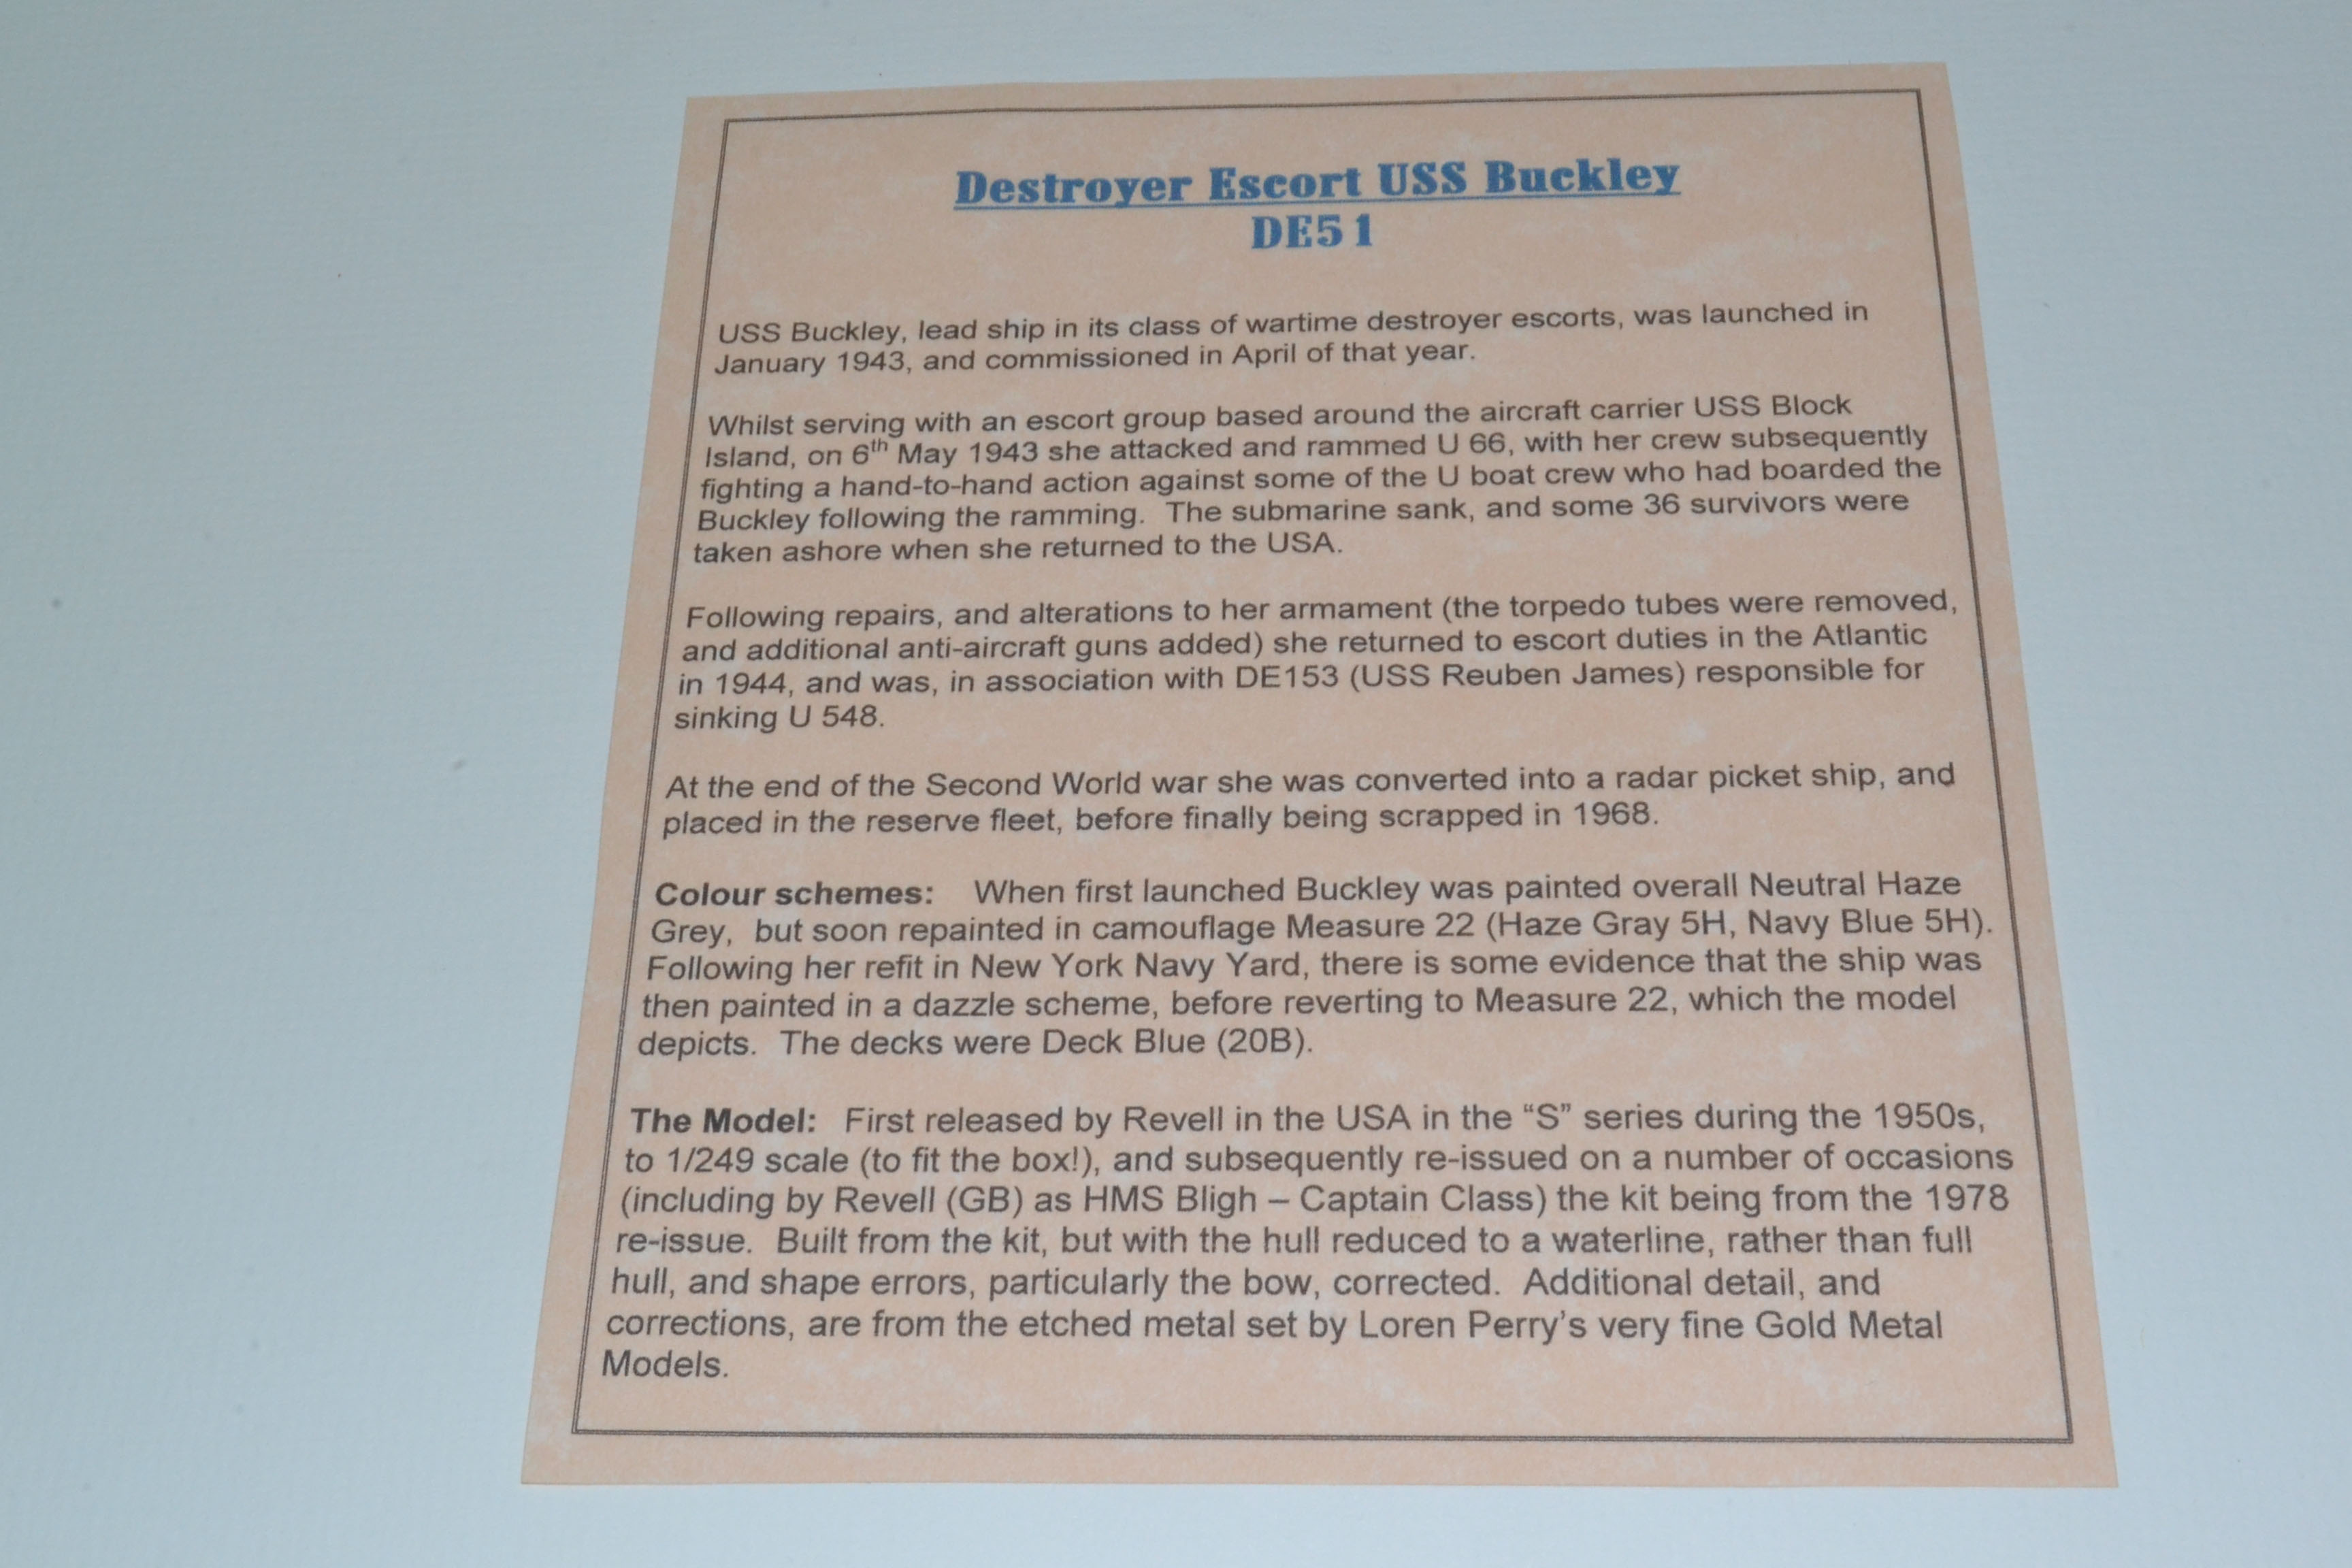 Destroyer Escort USS Buckley
DE51
USS Buckley, lead ship in its class of wartime destroyer escorts, was launched in
January 1943, and commissioned in April of that year.
Whilst serving with an escort group based around the aircraft carrier USS Block
Island, on 6th May 1943 she attacked and rammed U 66, with her crew subsequently
fighting a hand-to-hand action against some of the U boat crew who had boarded the
Buckley following the ramming. The submarine sank, and some 36 survivors were
taken ashore when she returned to the USA.
Following repairs, and alterations to her armament (the torpedo tubes were removed,
and additional anti-aircraft guns added) she returned to escort duties in the Atlantic
in 1944, and was, in association with DE153 (USS Reuben James) responsible for
sinking U 548.
At the end of the Second World war she was converted into a radar picket ship, and
placed in the reserve fleet, before finally being scrapped in 1968.
Colour schemes: When first launched Buckley was painted overall Neutral Haze
Grey, but soon repainted in camouflage Measure 22 (Haze Gray 5H, Navy Blue 5H).
Following her refit in New York Navy Yard, there is some evidence that the ship was
then painted in a dazzle scheme, before reverting to Measure 22, which the model
depicts. The decks were Deck Blue (20B).
The Model: First released by Revell in the USA in the “S” series during the 1950s,
to 1/249 scale (to fit the box!), and subsequently re-issued on a number of occasions
(including by Revell (GB) as HMS Bligh – Captain Class) the kit being from the 1978
re-issue. Built from the kit, but with the hull reduced to a waterline, rather than full
hull, and shape errors, particularly the bow, corrected. Additional detail, and
corrections, are from the etched metal set by Loren Perry’s very fine Gold Metal
Models.